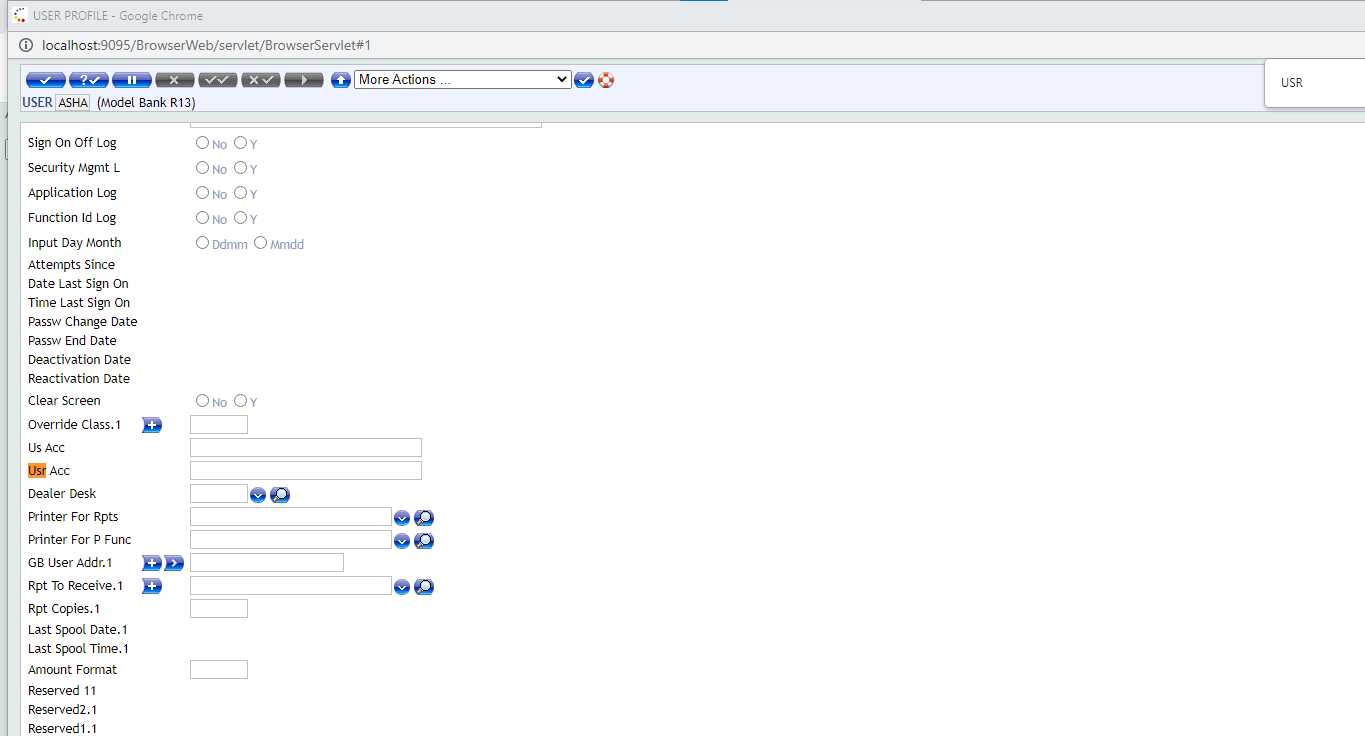 USER PROFILE - Google Chrome
localhost:9095/BrowserWeb/servlet/BrowserServlet#1
More Actions ...
USER ASHA (Model Bank R13)
USR
Sign On Off Log No Y
Security Mgmt L No Y
Application Log No Y
Function Id Log No Y
Input Day Month Ddmm Mmdd
Attempts Since
Date Last Sign On
Time Last Sign On
Passw Change Date
Passw End Date
Deactivation Date
Reactivation Date
Clear Screen No Y
Override Class.1
Us Acc
Usr Acc
Dealer Desk
Printer For Rpts
Printer For P Func
GB User Addr.1
Rpt To Receive.1
Rpt Copies.1
Last Spool Date.1
Last Spool Time.1
Amount Format
Reserved 11
Reserved2.1
Reserved1.1